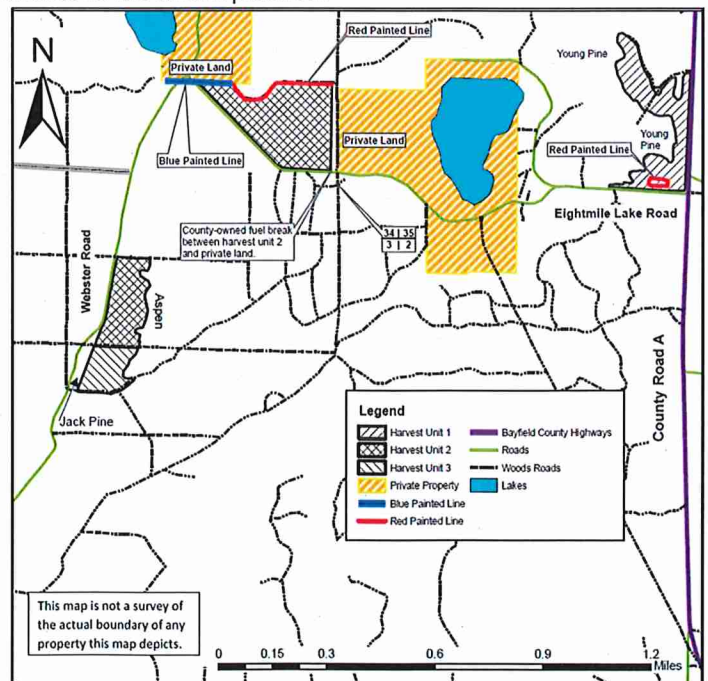 N
Private Land
Red Painted Line
Young Pine
Young
Pine
Private Land
Red Painted Line
Blue Painted Line
County-owned fuel break
between harvest unit 2
and private land.
34 | 35
3 | 2
Eightmile Lake Road
Webster Road
Aspen
Jack Pine
County Road A
Legend
Harvest Unit 1
Harvest Unit 2
Harvest Unit 3
Private Property
Blue Painted Line
Red Painted Line
Bayfield County Highways
Roads
Woods Roads
Lakes
This map is not a survey of
the actual boundary of any
property this map depicts.
0 0.15 0.3 0.6 0.9 1.2
Miles